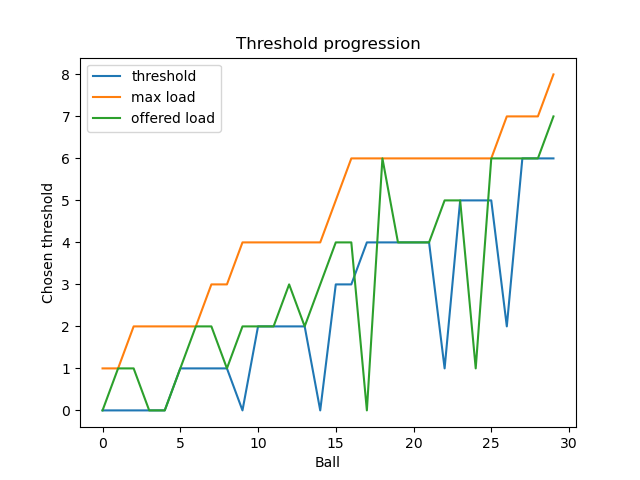 Threshold progression
threshold
max load
offered load
Chosen threshold
8
7
6
5
4
3
2
1
0
0 5 10 15 20 25 30
Ball